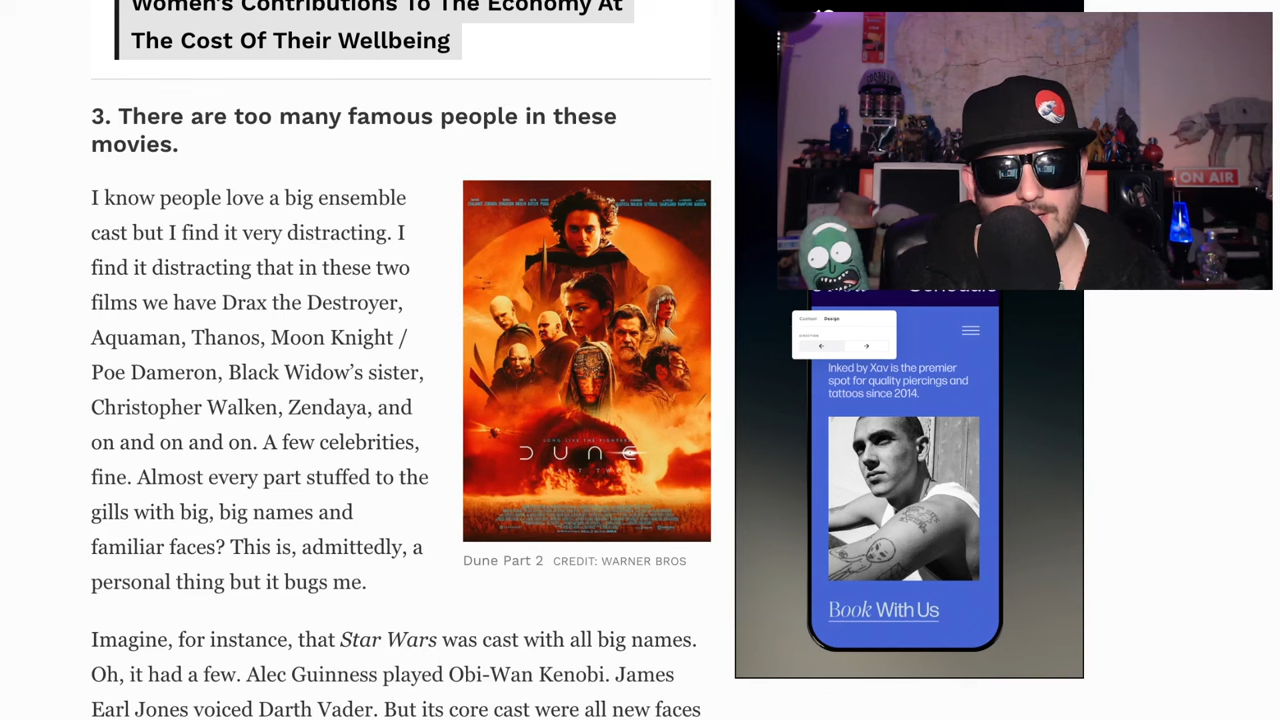 Women's Contributions To The Economy At
The Cost Of Their Wellbeing
3. There are too many famous people in these
movies.
I know people love a big ensemble
cast but I find it very distracting. I
find it distracting that in these two
films we have Drax the Destroyer,
Aquaman, Thanos, Moon Knight /
Poe Dameron, Black Widow's sister,
Christopher Walken, Zendaya, and
on and on and on. A few celebrities,
fine. Almost every part stuffed to the
gills with big, big names and
familiar faces? This is, admittedly, a
personal thing but it bugs me.
LONG LIVE THE FIGHTERS
DUNE
Dune Part 2 CREDIT: WARNER BROS
Imagine, for instance, that Star Wars was cast with all big names.
Oh, it had a few. Alec Guinness played Obi-Wan Kenobi. James
Earl Jones voiced Darth Vader. But its core cast were all new faces
ON AIR
Content Design
DIRECTION
Inked by Xav is the premier
spot for quality piercings and
tattoos since 2014.
Book With Us